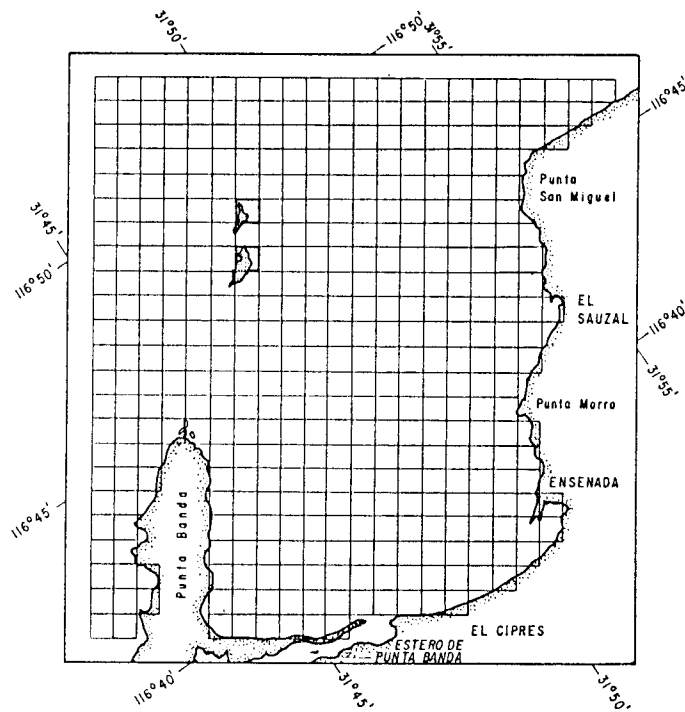 31°50'
116°50'
31°55'
116°45'
Punta
San Miguel
31°45'
116°50'
EL
SAUZAL
116°40'
31°55'
Punta Morro
ENSENADA
116°45'
Punta Banda
EL CIPRES
ESTERO DE
PUNTA BANDA
116°40'
31°45'
31°50'